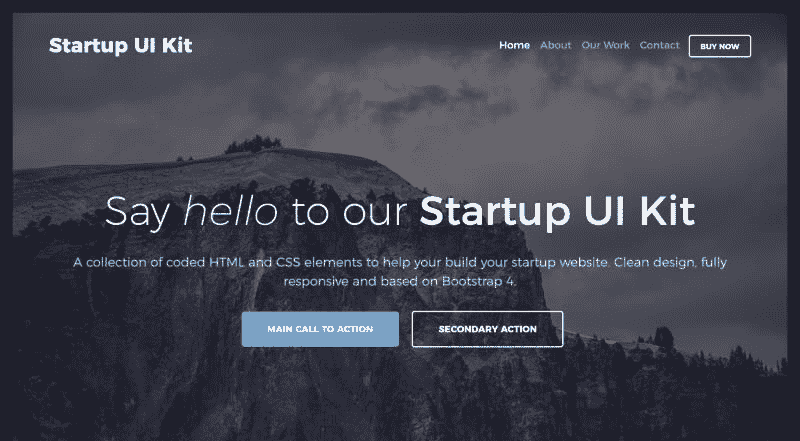 Startup UI Kit
Home About Our Work Contact BUY NOW
Say hello to our Startup UI Kit
A collection of coded HTML and CSS elements to help your build your startup website. Clean design, fully
responsive and based on Bootstrap 4.
MAIN CALL TO ACTION SECONDARY ACTION